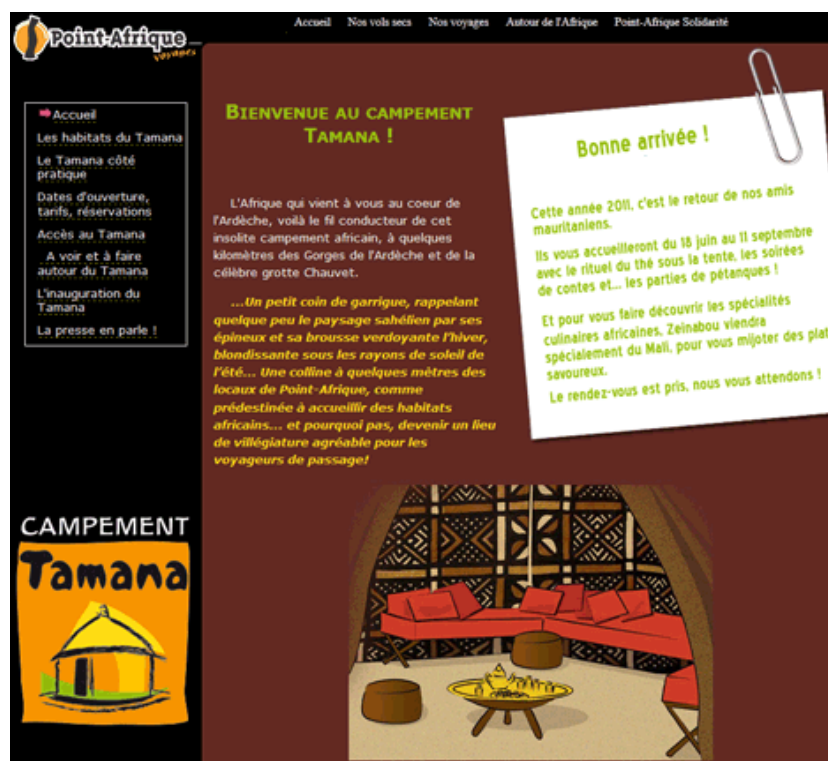 Point-Afrique
voyages
Accueil Nos vols secs Nos voyages Autour de l'Afrique Point-Afrique Solidarité
Accueil
Les habitats du Tamana
Le Tamana côté
pratique
Dates d'ouverture,
tarifs, réservations
Accès au Tamana
A voir et à faire
autour du Tamana
L'inauguration du
Tamana
La presse en parle !
CAMPEMENT
Tamana
BIENVENUE AU CAMPEMENT
TAMANA !
L'Afrique qui vient à vous au coeur de
l'Ardèche, voilà le fil conducteur de cet
insolite campement africain, à quelques
kilomètres des Gorges de l'Ardèche et de la
célèbre grotte Chauvet.
...Un petit coin de garrigue, rappelant
quelque peu le paysage sahélien par ses
épineux et sa brousse verdoyante l'hiver,
blondissante sous les rayons de soleil de
l'été... Une colline à quelques mètres des
locaux de Point-Afrique, comme
prédestinée à accueillir des habitats
africains... et pourquoi pas, devenir un lieu
de villégiature agréable pour les
voyageurs de passage!
Bonne arrivée !
Cette année 2011, c'est le retour de nos amis
mauritaniens.
Ils vous accueilleront du 18 juin au 11 septembre
avec le rituel du thé sous la tente, les soirées
de contes et... les parties de pétanques !
Et pour vous faire découvrir les spécialités
culinaires africaines, Zeinabou viendra
spécialement du Mali, pour vous mijoter des plat
savoureux.
Le rendez-vous est pris, nous vous attendons !